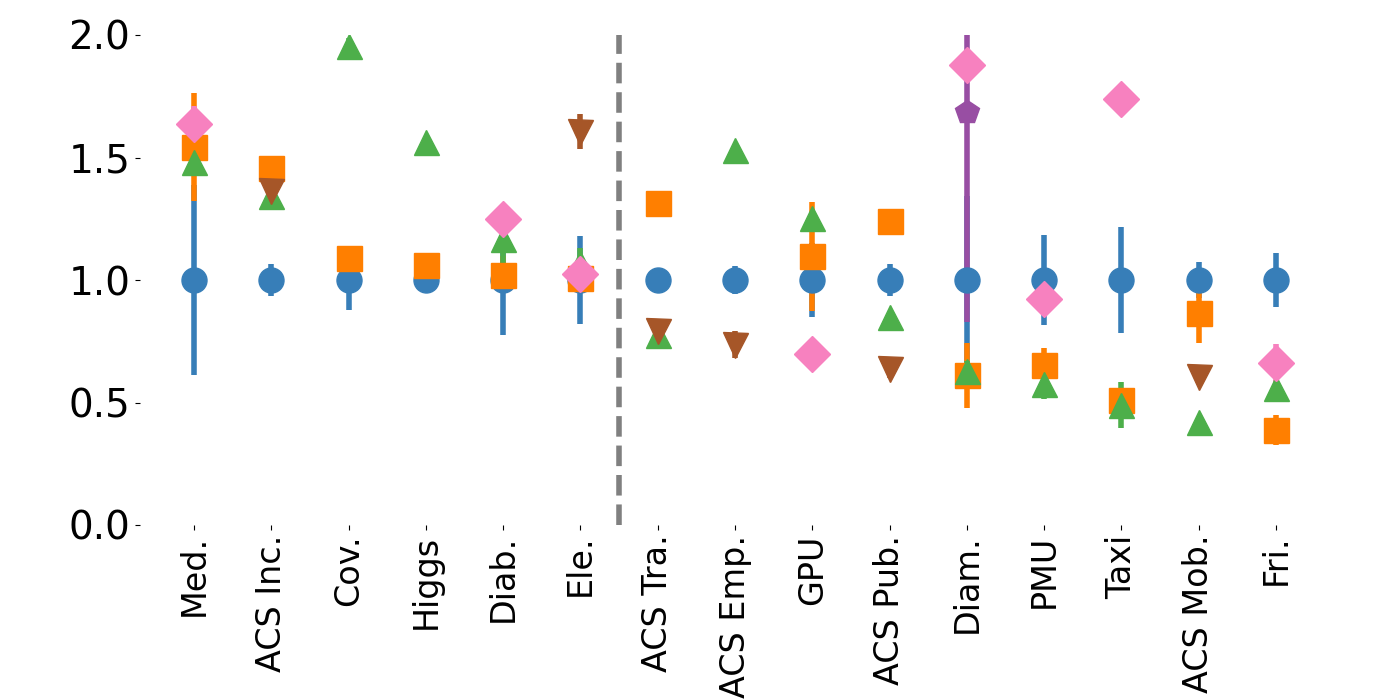 2.0
1.5
1.0
0.5
0.0
Med.
ACS Inc.
Cov.
Higgs
Diab.
Ele.
ACS Tra.
ACS Emp.
GPU
ACS Pub.
Diam.
PMU
Taxi
ACS Mob.
Fri.